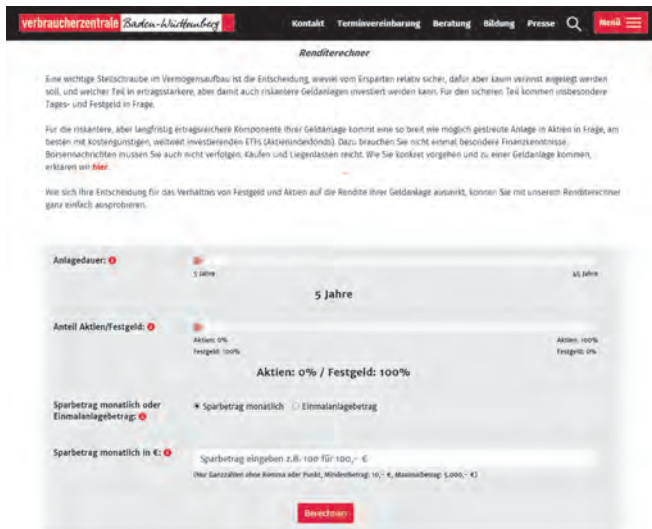 verbraucherzentrale Baden-Württemberg
Kontakt Terminvereinbarung Beratung Bildung Presse Menü
Renditerechner
Eine wichtige Stellschraube im Vermögensaufbau ist die Entscheidung, wieviel vom Ersparten relativ sicher, dafür aber kaum verzinst angelegt werden
soll, und welcher Teil in ertragsstärkere, aber damit auch riskantere Geldanlagen investiert werden kann. Für den sicheren Teil kommen insbesondere
Tages- und Festgeld in Frage.
Für die riskantere, aber langfristig ertragsreichere Komponente Ihrer Geldanlage kommt eine so breit wie möglich gestreute Anlage in Aktien in Frage, am
besten mit kostengünstigen, weltweit investierenden ETFs (Aktienindexfonds). Dazu brauchen Sie nicht einmal besondere Finanzkenntnisse.
Börsennachrichten müssen Sie auch nicht verfolgen, Kaufen und Liegenlassen reicht. Wie Sie konkret vorgehen und zu einer Geldanlage kommen,
erklären wir hier.
Wie sich Ihre Entscheidung für das Verhältnis von Festgeld und Aktien auf die Rendite Ihrer Geldanlage auswirkt, können Sie mit unserem Renditerechner
ganz einfach ausprobieren.
Anlagedauer:
5 Jahre 45 Jahre
5 Jahre
Anteil Aktien/Festgeld:
Aktien: 0% Aktien: 100%
Festgeld: 100% Festgeld: 0%
Aktien: 0% / Festgeld: 100%
Sparbetrag monatlich oder
Einmalanlagebetrag:
Sparbetrag monatlich Einmalanlagebetrag
Sparbetrag monatlich in €:
Sparbetrag eingeben z.B. 100 für 100,- €
(Nur Ganzzahlen ohne Komma oder Punkt, Mindestbetrag: 10,- €, Maximalbetrag: 5.000,- €)
Berechnen